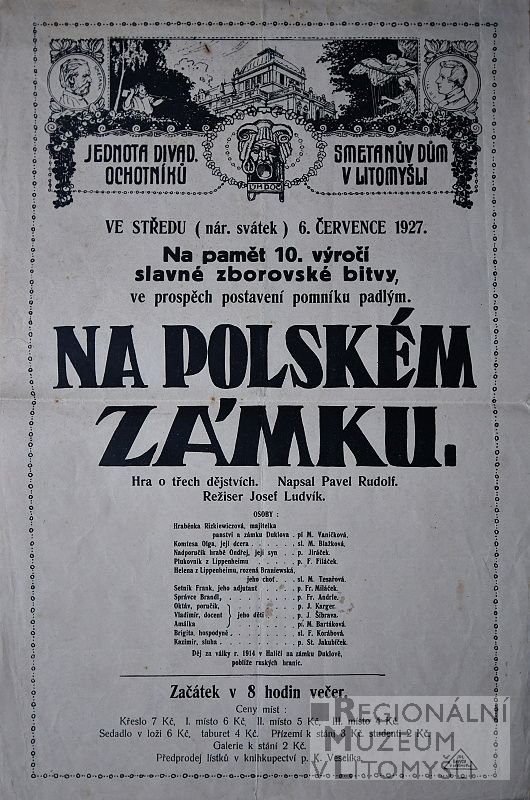 JEDNOTA DIVAD.
OCHOTNÍKŮ
SMETANŮV DŮM
V LITOMYŠLI
VE STŘEDU ( nár. svátek ) 6. ČERVENCE 1927.
Na pamět 10. výročí
slavné zborovské bitvy,
ve prospěch postavení pomníku padlým.
NA POLSKÉM
ZÁMKU.
Hra o třech dějstvích. Napsal Pavel Rudolf.
Režiser Josef Ludvík.
OSOBY :
Hraběnka Rizkiewiczová, majitelka
panství a zámku Duklova . pí M. Vaníčková.
Komtesa Olga, její dcera . . . . . . sl. M. Blažková.
Nadporučík hrabě Ondřej, její syn . . p. Jiráček.
Plukovník z Lippenheimu . . . . . . p. F. Filáček.
Helena z Lippenheimu, rozená Braniewská,
jeho choť . . . sl. M. Tesařová.
Setník Frank, jeho adjutant . . . . . p. Fr. Miláček.
Správce Brandl, . . . . . . . . . . p. Fr. Andrle.
Oktáv, poručík, . . . . . . . . . . p. J. Karger.
Vladimír, docent } jeho děti . . . . . p. J. Šíbrava.
Amálka . . . . . . . . . . pí. M. Bartáková.
Brigita, hospodyně . . . . . . . . . sl. F. Korábová.
Kazimír, sluha . . . . . . . . . . . p. St. Jakubíček.
Děj za války r. 1914 v Haliči na zámku Duklově,
poblíže ruských hranic.
Začátek v 8 hodin večer.
Ceny míst :
Křeslo 7 Kč, I. místo 6 Kč, II. místo 5 Kč, III. místo 4 Kč.
Sedadlo v loži 6 Kč, taburet 4 Kč. Přízemí k stání 3 Kč, studenti 2 Kč.
Galerie k stání 2 Kč.
Předprodej lístků v knihkupectví p. K. Veselíka.
REGIONÁLNÍ
MUZEUM
V LITOMYŠLI